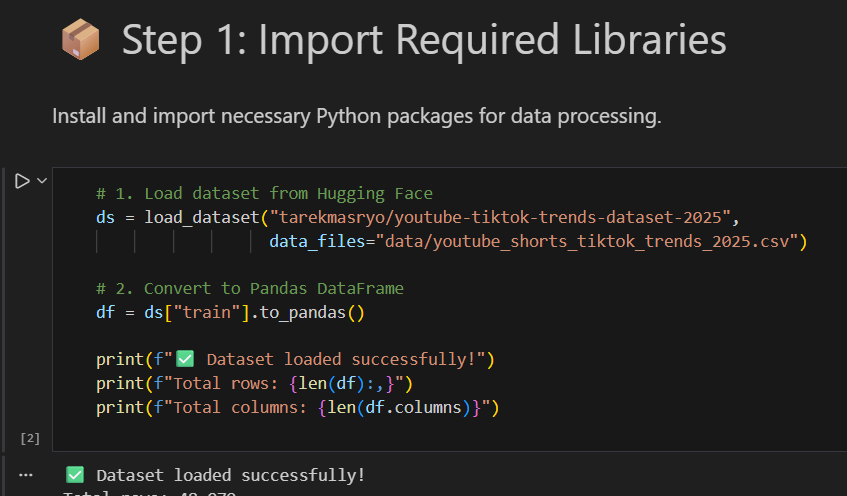 📦 Step 1: Import Required Libraries
Install and import necessary Python packages for data processing.
# 1. Load dataset from Hugging Face
ds = load_dataset("tarekmasryo/youtube-tiktok-trends-dataset-2025",
data_files="data/youtube_shorts_tiktok_trends_2025.csv")
# 2. Convert to Pandas DataFrame
df = ds["train"].to_pandas()
print(f"✅ Dataset loaded successfully!")
print(f"Total rows: {len(df):,}")
print(f"Total columns: {len(df.columns)}")
[2]
✅ Dataset loaded successfully!
Total rows: